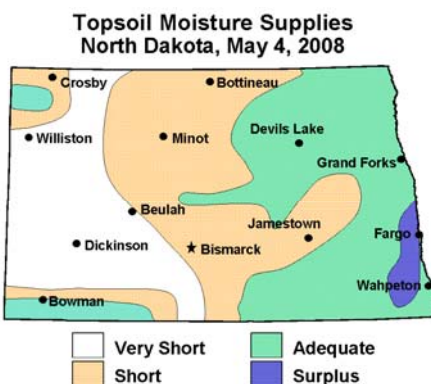 Topsoil Moisture Supplies
North Dakota, May 4, 2008
Crosby
Bottineau
Williston
Minot
Devils Lake
Grand Forks
Beulah
Jamestown
Fargo
Dickinson
Bismarck
Wahpeton
Bowman
Very Short
Adequate
Short
Surplus